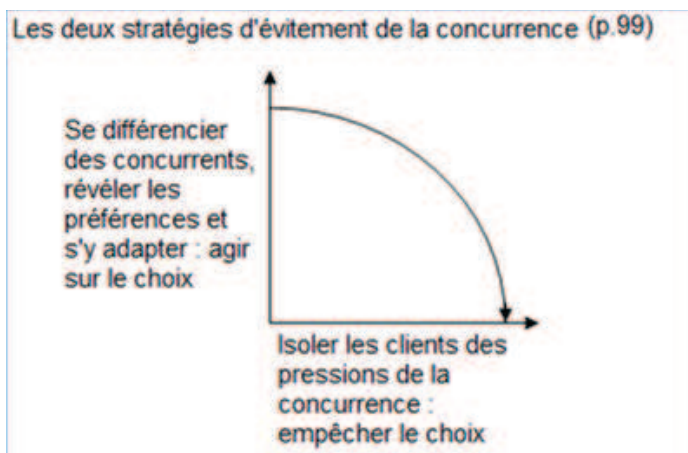 Les deux stratégies d'évitement de la concurrence (p.99)
Se différencier
des concurrents,
révéler les
préférences et
s'y adapter : agir
sur le choix
Isoler les clients des
pressions de la
concurrence :
empêcher le choix